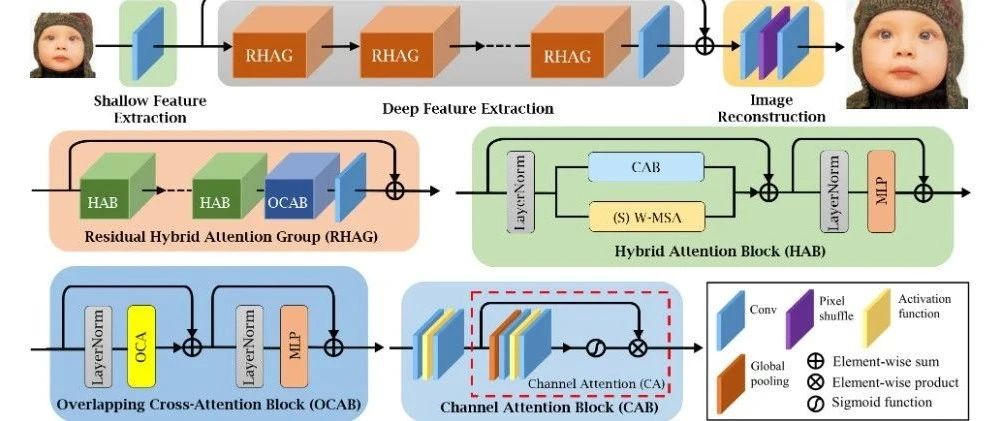 RHAG
RHAG
RHAG
Shallow Feature
Extraction
Deep Feature Extraction
Image
Reconstruction
HAB
HAB
OCAB
Residual Hybrid Attention Group (RHAG)
LayerNorm
CAB
(S) W-MSA
LayerNorm
MLP
Hybrid Attention Block (HAB)
LayerNorm
OCA
LayerNorm
MLP
Overlapping Cross-Attention Block (OCAB)
Channel Attention (CA)
Channel Attention Block (CAB)
Conv
Pixel
shuffle
Activation
function
Global
pooling
Element-wise sum
Element-wise product
Sigmoid function